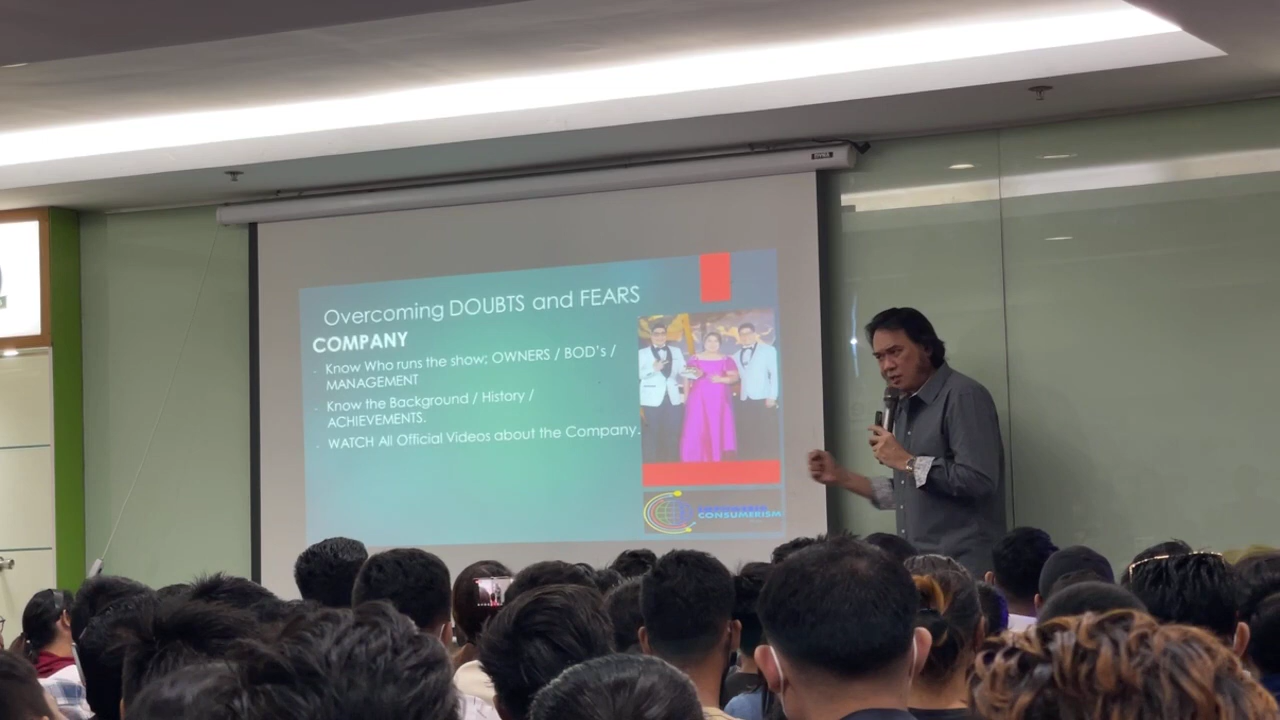 Overcoming DOUBTS and FEARS
COMPANY
- Know Who runs the show; OWNERS / BOD's /
MANAGEMENT
- Know the Background / History /
ACHIEVEMENTS.
- WATCH All Official Videos about the Company.
CONSUMERISM